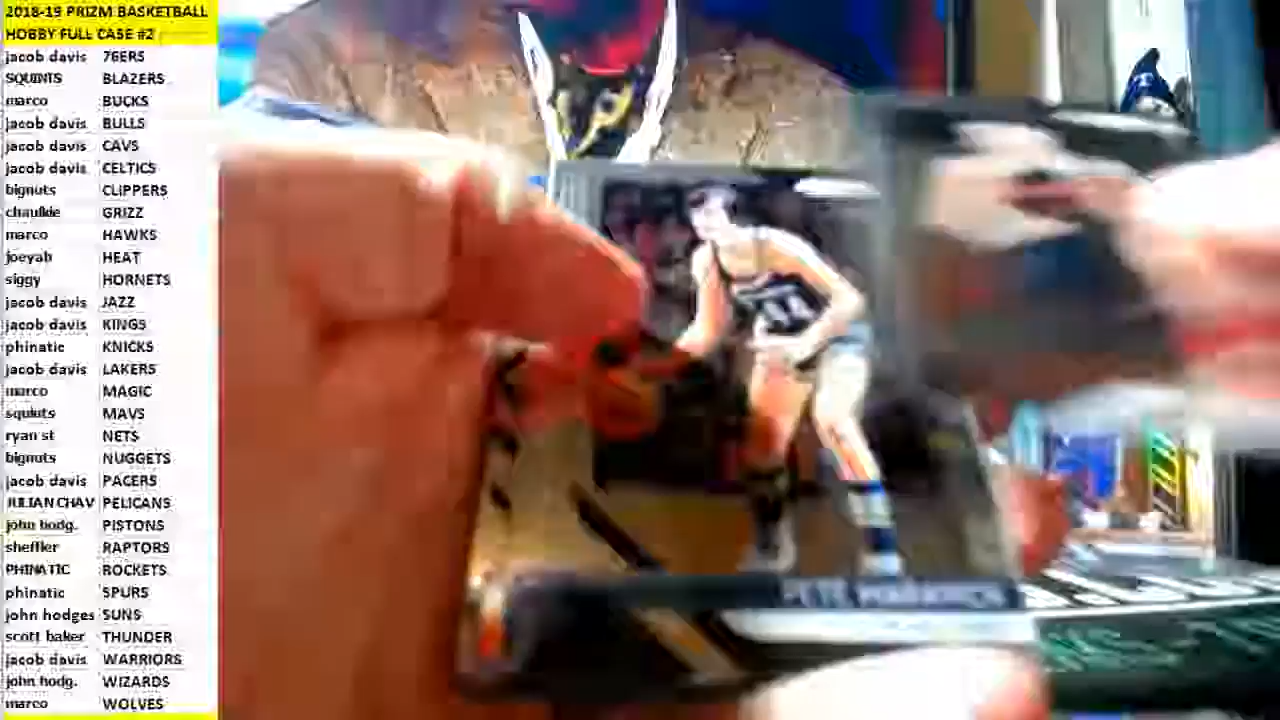 2018-19 PRIZM BASKETBALL
HOBBY FULL CASE #2
jacob davis 76ERS
SQUINTS BLAZERS
marco BUCKS
jacob davis BULLS
jacob davis CAVS
jacob davis CELTICS
bignuts CLIPPERS
chaulkie GRIZZ
marco HAWKS
joeyah HEAT
siggy HORNETS
jacob davis JAZZ
jacob davis KINGS
phinatic KNICKS
jacob davis LAKERS
marco MAGIC
squints MAVS
ryan st NETS
bignuts NUGGETS
jacob davis PACERS
JULIAN CHAV PELICANS
john hodg. PISTONS
sheffler RAPTORS
PHINATIC ROCKETS
phinatic SPURS
john hodges SUNS
scott baker THUNDER
jacob davis WARRIORS
john hodg. WIZARDS
marco WOLVES
PETE MARAVICH